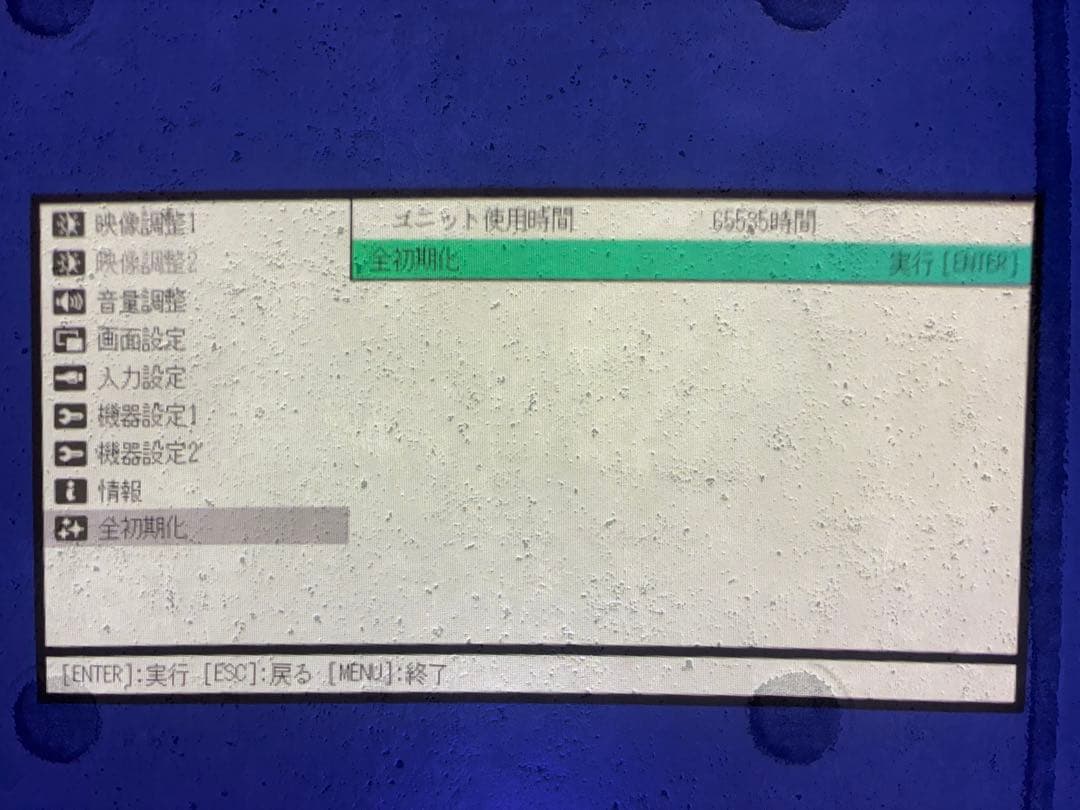 映像調整1
映像調整2
音量調整
画面設定
入力設定
機器設定1
機器設定2
情報
全初期化
ユニット使用時間 65535時間
全初期化 実行[ENTER]
[ENTER]:実行 [ESC]:戻る [MENU]:終了